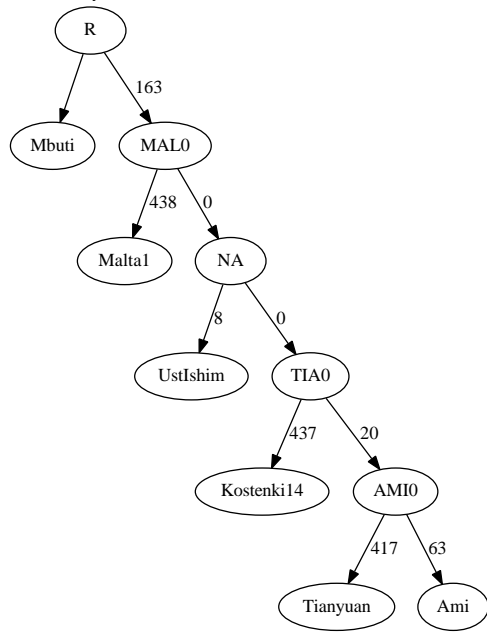 R
163
Mbuti
MAL0
438
0
Malta1
NA
8
0
UstIshim
TIA0
437
20
Kostenki14
AMI0
417
63
Tianyuan
Ami